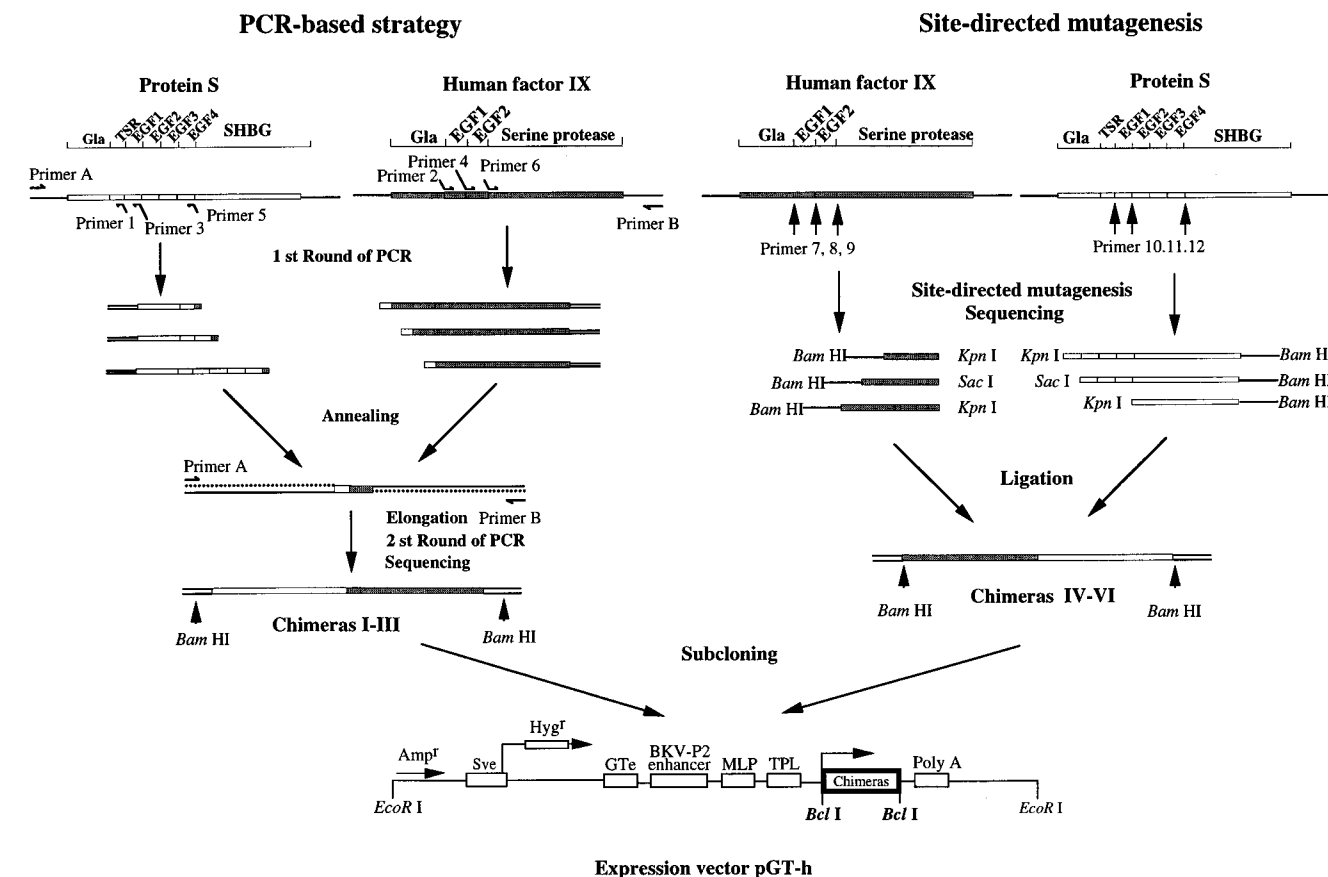 PCR-based strategy
Site-directed mutagenesis
Protein S
Human factor IX
Human factor IX
Protein S
Gla TSR EGF1 EGF2 EGF3 EGF4 SHBG
Gla EGF1 EGF2 Serine protease
Gla EGF1 EGF2 Serine protease
Gla TSR EGF1 EGF2 EGF3 EGF4 SHBG
Primer A
Primer 4
Primer 2
Primer 6
Primer 1
Primer 3
Primer 5
Primer B
Primer 7, 8, 9
Primer 10.11.12
1 st Round of PCR
Site-directed mutagenesis
Sequencing
Bam HI Kpn I Kpn I Bam H
Bam HI Sac I Sac I Bam H
Bam HI Kpn I Kpn I Bam H
Annealing
Ligation
Primer A
Elongation Primer B
2 st Round of PCR
Sequencing
Bam HI
Chimeras I-III
Bam HI
Bam HI
Chimeras IV-VI
Bam HI
Subcloning
Ampr
Sve
Hygr
GTe
BKV-P2
enhancer
MLP
TPL
Chimeras
Poly A
EcoR I
Bcl I
Bcl I
EcoR I
Expression vector pGT-h